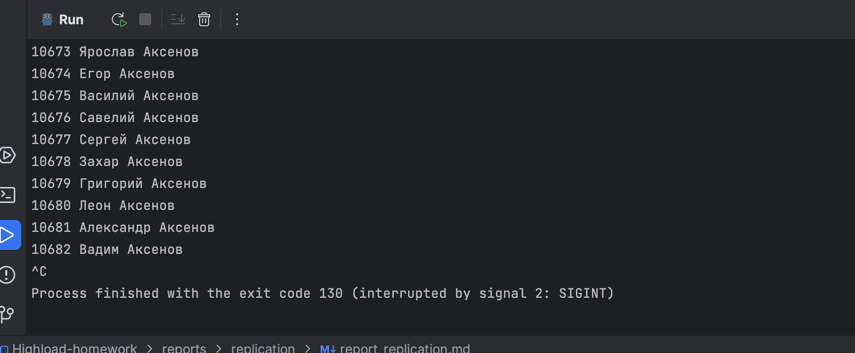 Run
10673 Ярослав Аксенов
10674 Егор Аксенов
10675 Василий Аксенов
10676 Савелий Аксенов
10677 Сергей Аксенов
10678 Захар Аксенов
10679 Григорий Аксенов
10680 Леон Аксенов
10681 Александр Аксенов
10682 Вадим Аксенов
^C
Process finished with the exit code 130 (interrupted by signal 2: SIGINT)
Highload-homework > reports > replication > M↓ report_replication.md